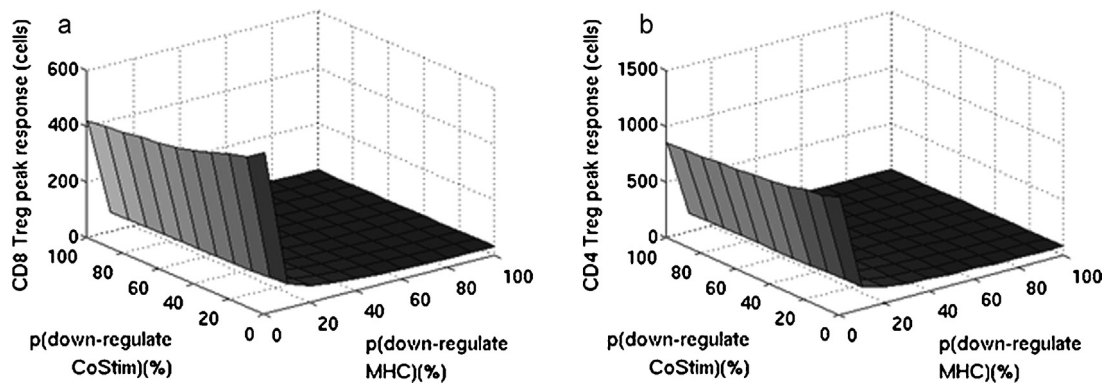 a
CD8 Treg peak response (cells)
600
400
200
0
100
80
60
40
20
0
p(down-regulate
CoStim)(%)
0
20
40
60
80
100
p(down-regulate
MHC)(%)
b
CD4 Treg peak response (cells)
1500
1000
500
0
100
80
60
40
20
0
p(down-regulate
CoStim)(%)
0
20
40
60
80
100
p(down-regulate
MHC)(%)